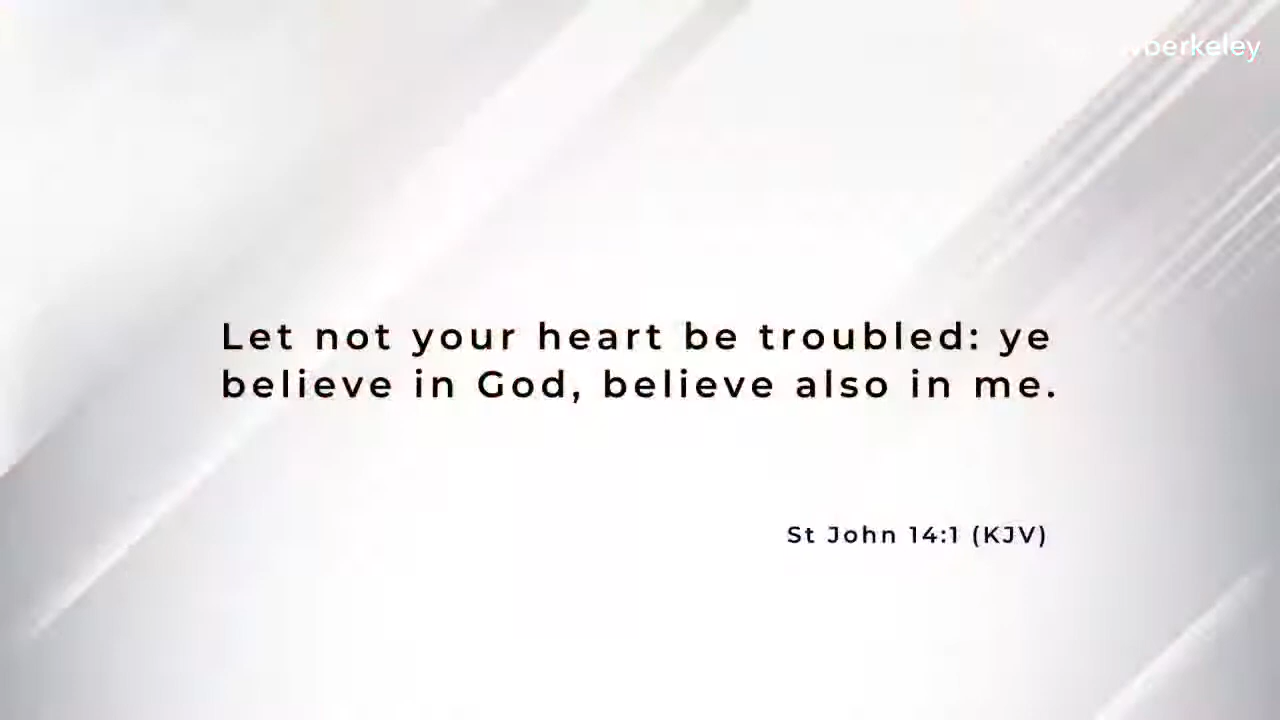 Let not your heart be troubled: ye
believe in God, believe also in me.
St John 14:1 (KJV)